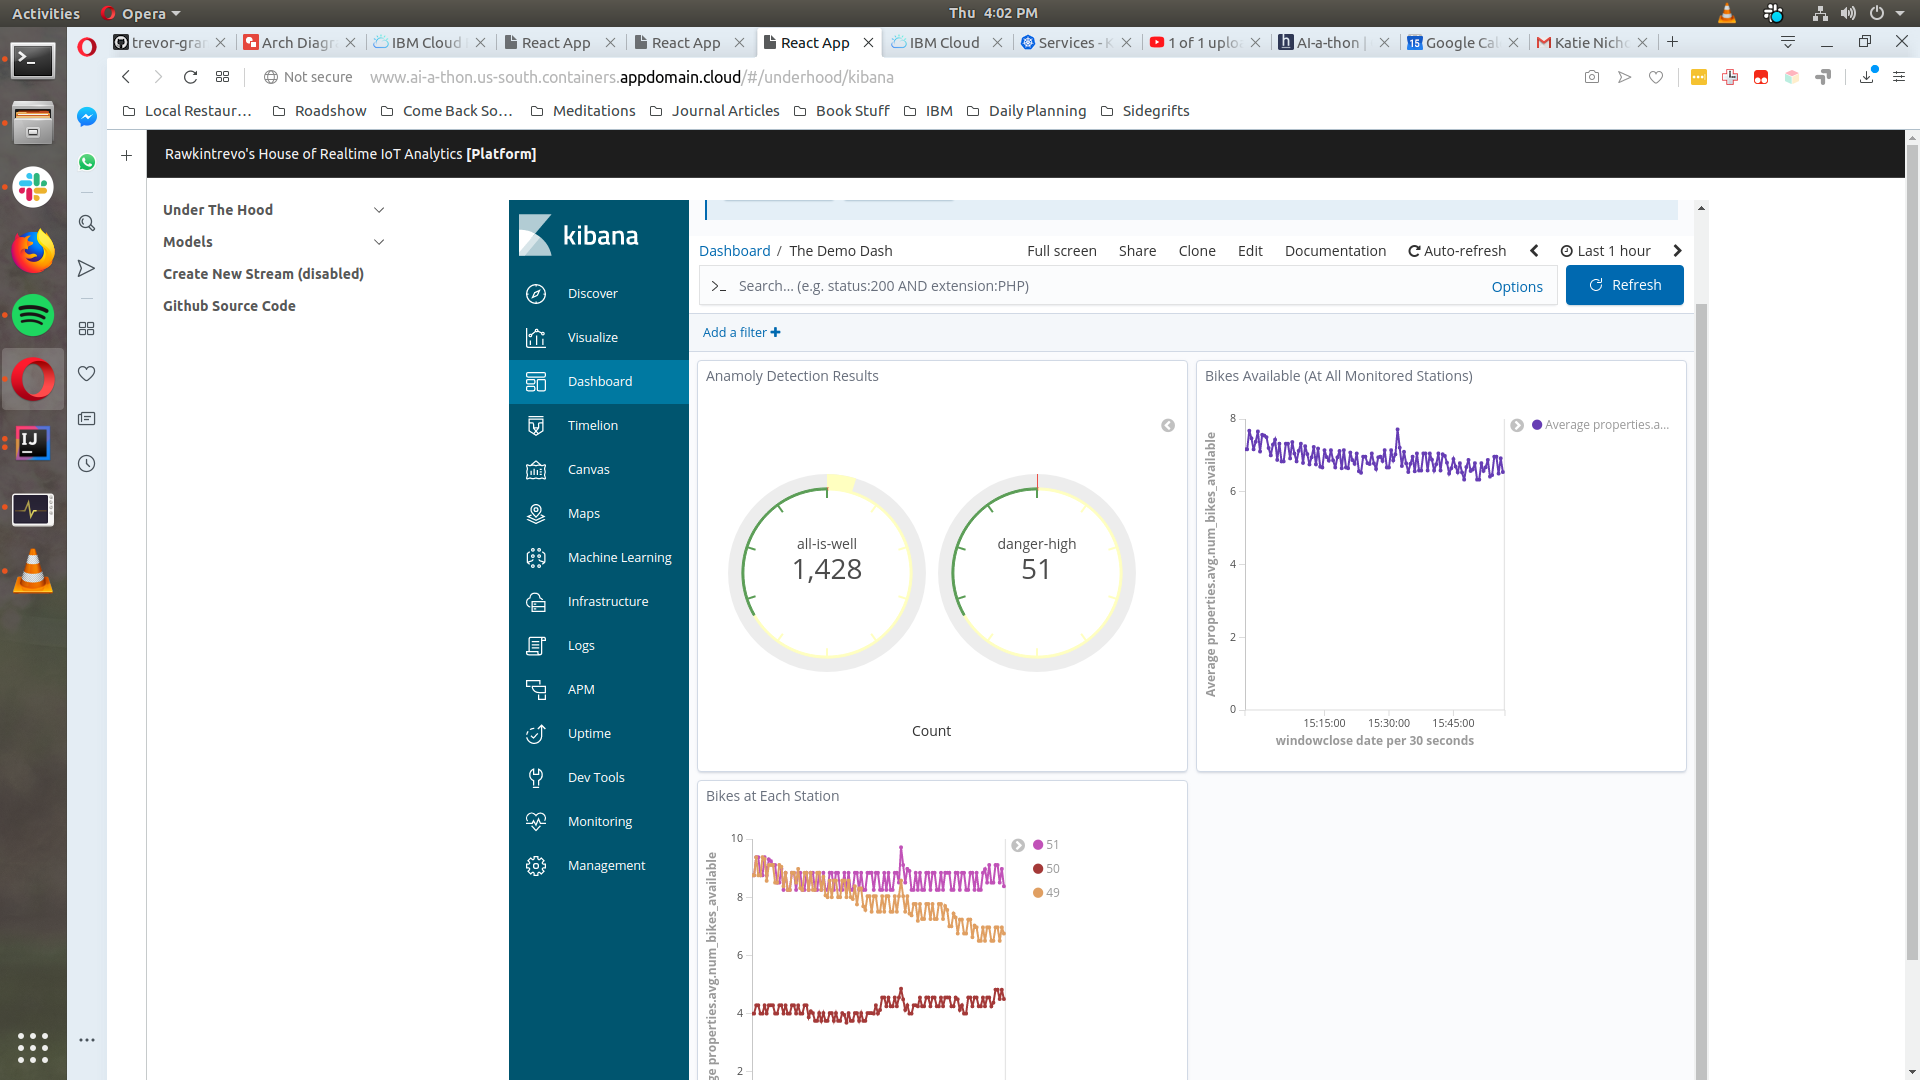 Activities
Opera
Thu 4:02 PM
trevor-grar
Arch Diagr
IBM Cloud
React App
React App
React App
IBM Cloud
Services - K
1 of 1 uplo
AI-a-thon |
Google Cal
Katie Nicho
Not secure
www.ai-a-thon.us-south.containers.appdomain.cloud/#/underhood/kibana
Local Restaur…
Roadshow
Come Back So…
Meditations
Journal Articles
Book Stuff
IBM
Daily Planning
Sidegrifts
Rawkintrevo's House of Realtime IoT Analytics [Platform]
Under The Hood
Models
Create New Stream (disabled)
Github Source Code
kibana
Discover
Visualize
Dashboard
Timelion
Canvas
Maps
Machine Learning
Infrastructure
Logs
APM
Uptime
Dev Tools
Monitoring
Management
Dashboard / The Demo Dash
Full screen
Share
Clone
Edit
Documentation
Auto-refresh
Last 1 hour
>_ Search... (e.g. status:200 AND extension:PHP)
Options
Refresh
Add a filter +
Anamoly Detection Results
all-is-well
1,428
danger-high
51
Count
Bikes Available (At All Monitored Stations)
Average properties.avg.num_bikes_available
8
6
4
2
0
15:15:00
15:30:00
15:45:00
windowclose date per 30 seconds
Average properties.a...
Bikes at Each Station
ge properties.avg.num_bikes_available
10
8
6
4
2
51
50
49